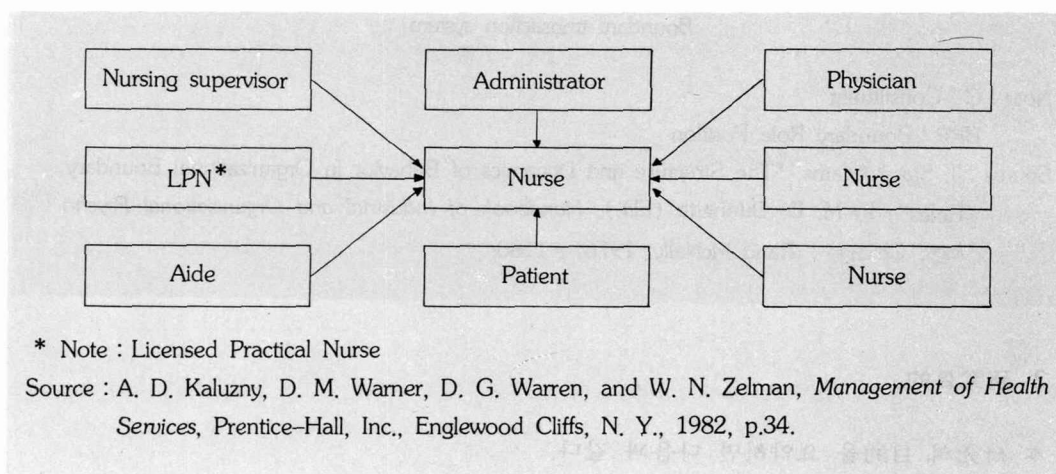 Nursing supervisor Administrator Physician
LPN* Nurse Nurse
Aide Patient Nurse
* Note : Licensed Practical Nurse
Source : A. D. Kaluzny, D. M. Warner, D. G. Warren, and W. N. Zelman, Management of Health
Services, Prentice-Hall, Inc., Englewood Cliffs, N. Y., 1982, p.34.